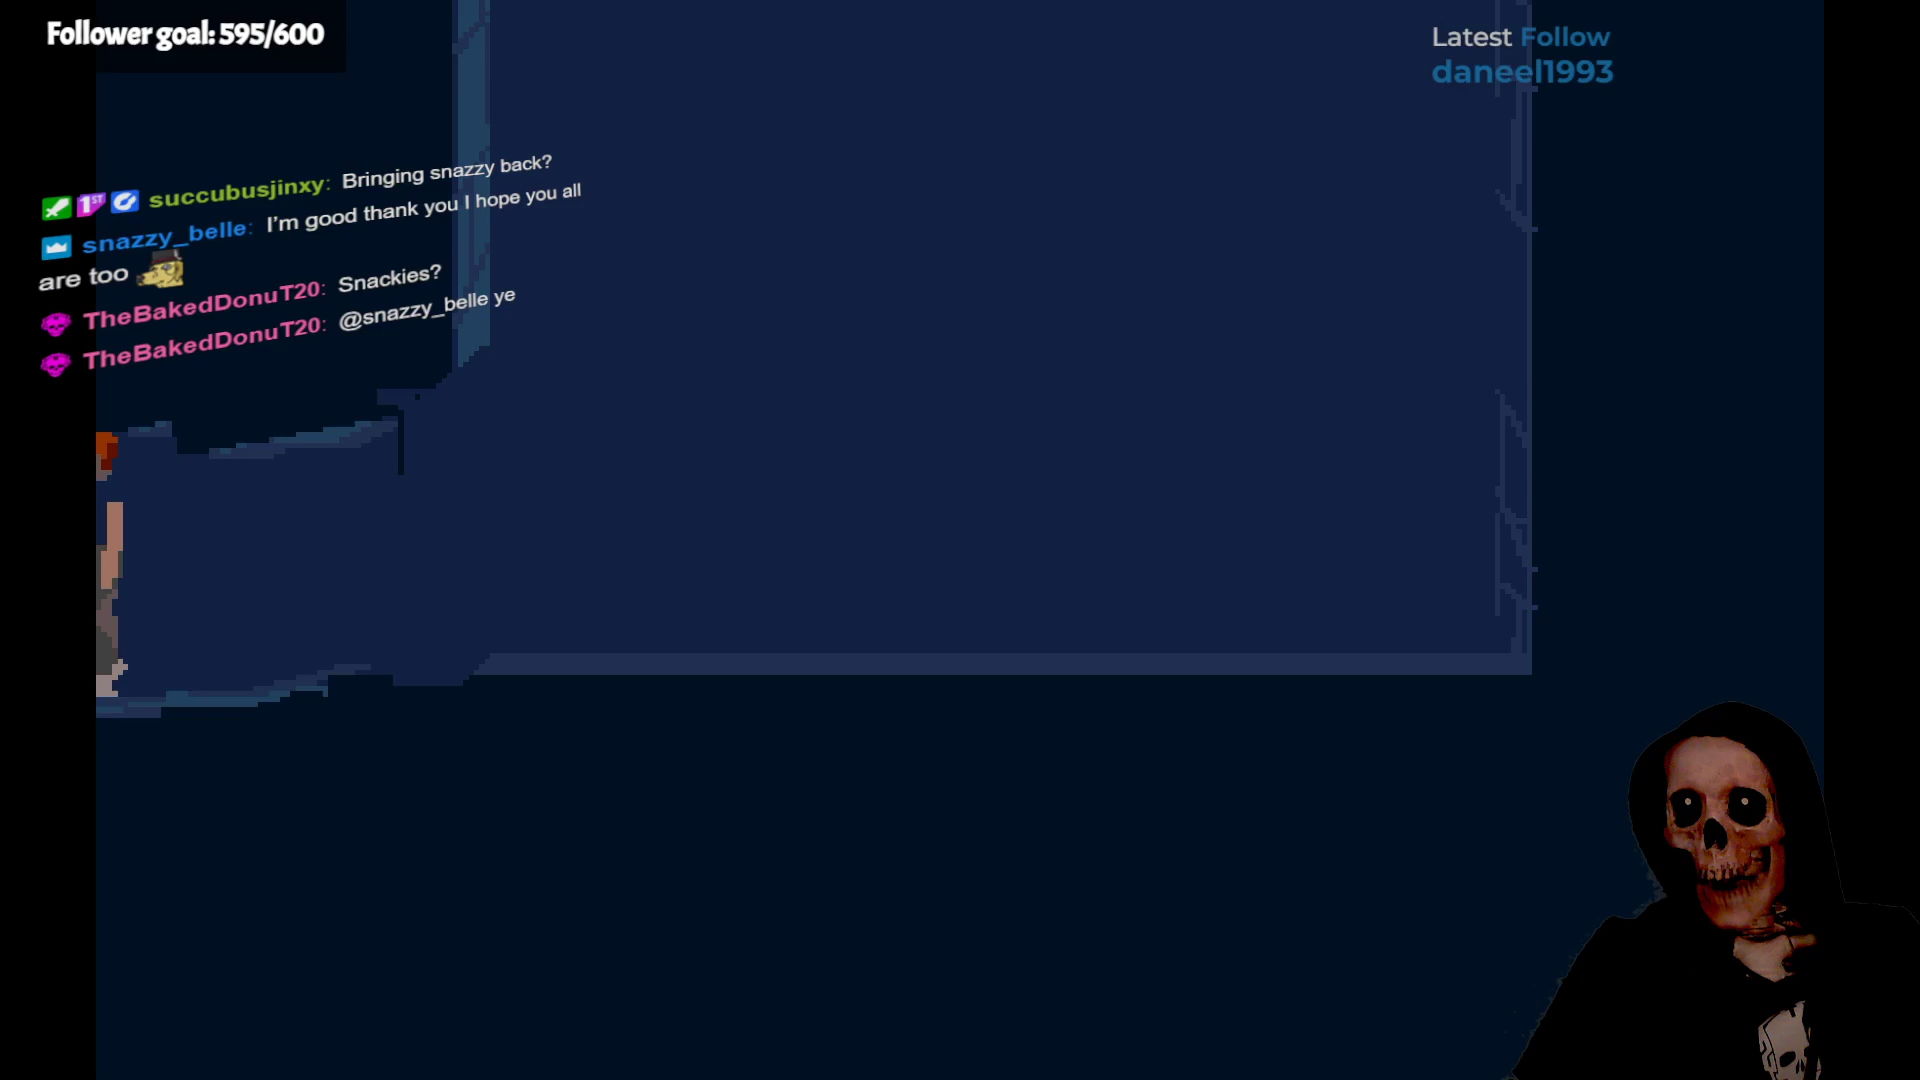 Follower goal: 595/600
Latest Follow
daneel1993
1ST succubusjinxy: Bringing snazzy back?
snazzy_belle: I'm good thank you I hope you all
are too
TheBakedDonuT20: Snackies?
TheBakedDonuT20: @snazzy_belle ye